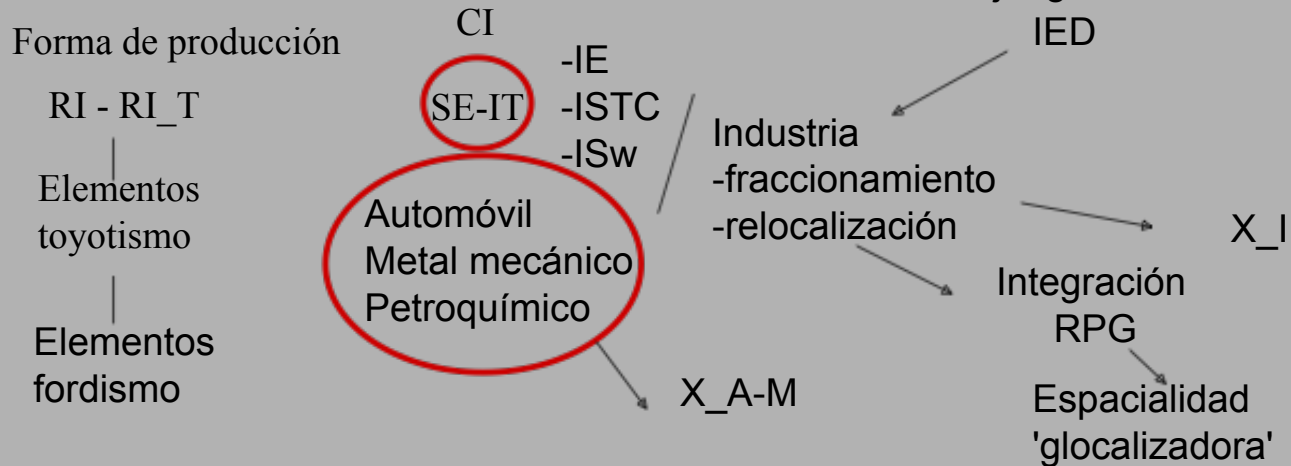 Forma de producción
RI - RI_T
Elementos
toyotismo
Elementos
fordismo
CI
SE-IT
-IE
-ISTC
-ISw
Automóvil
Metal mecánico
Petroquímico
X_A-M
IED
Industria
-fraccionamiento
-relocalización
X_I
Integración
RPG
Espacialidad
'glocalizadora'